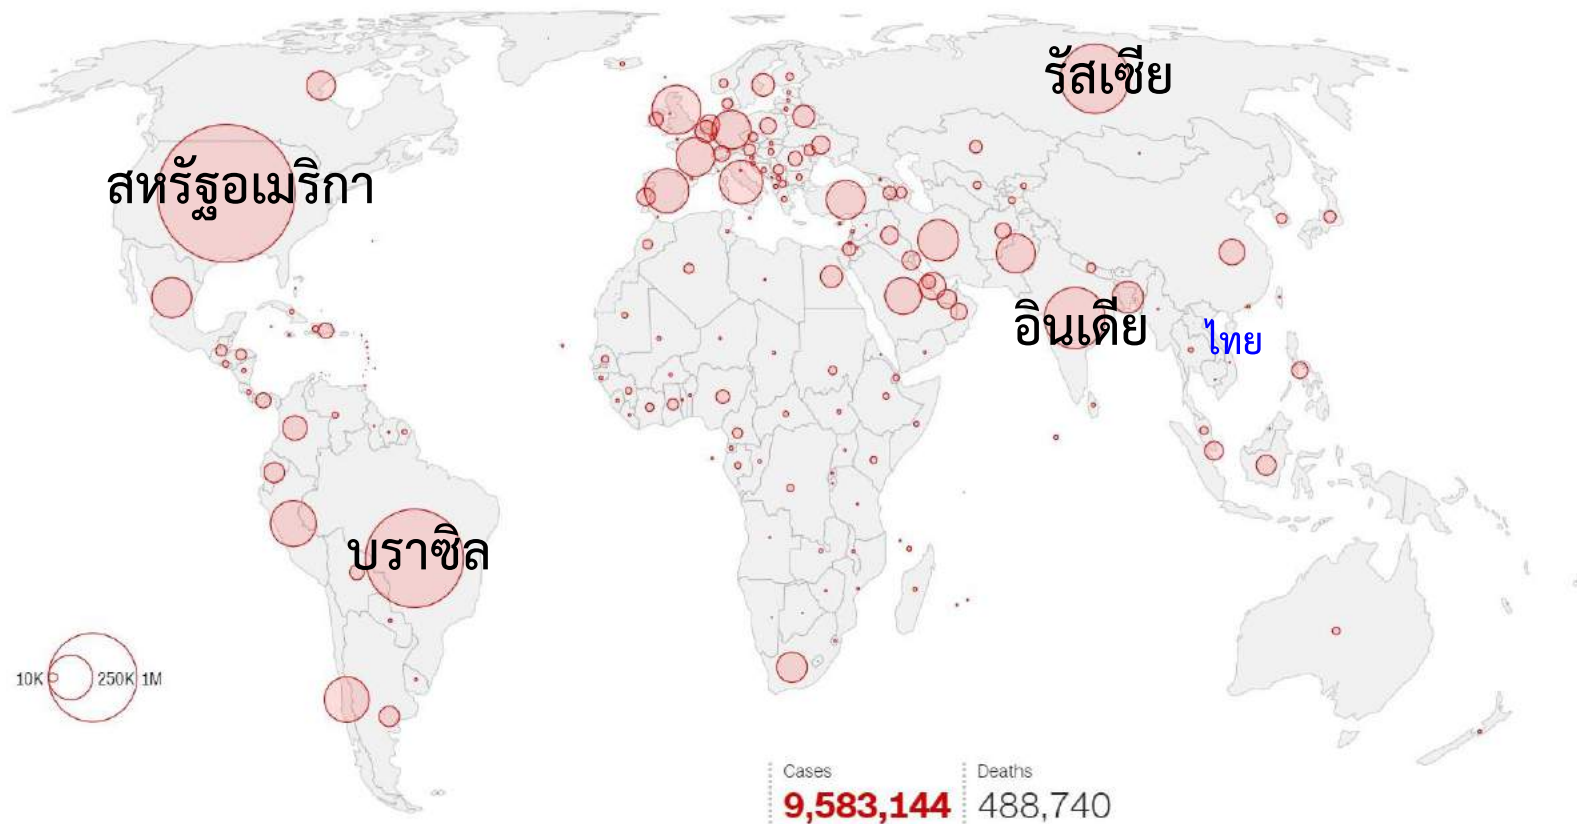 รัสเซีย
สหรัฐอเมริกา
อินเดีย
ไทย
บราซิล
10K 250K 1M
Cases
9,583,144
Deaths
488,740